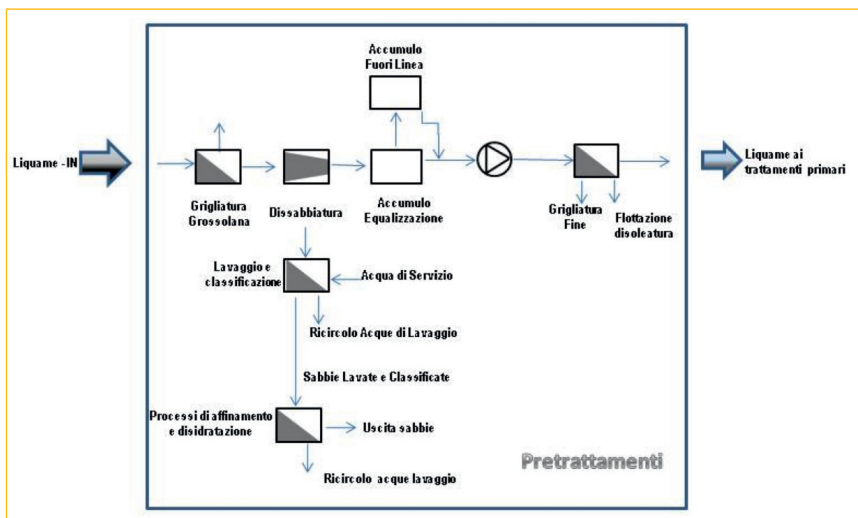 Accumulo
Fuori Linea
Liquame -IN
Liquame ai
trattamenti primari
Grigliatura
Grossolana
Dissabbiatura
Accumulo
Equalizzazione
Grigliatura
Fine
Flottazione
disoleatura
Lavaggio e
classificazione
Acqua di Servizio
Ricircolo Acque di Lavaggio
Sabbie Lavate e Classificate
Processi di affinamento
e disidratazione
Uscita sabbie
Ricircolo acque lavaggio
Pretrattamenti